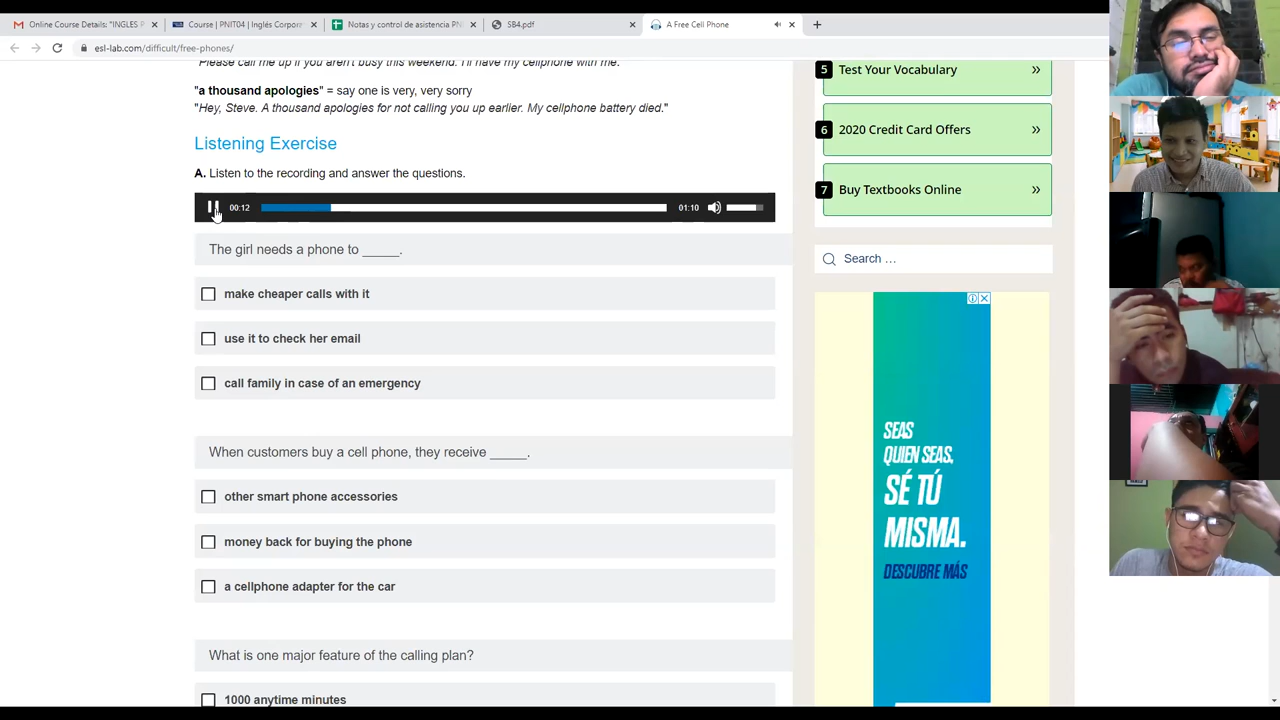 Online Course Details: "INGLES P
Course | PNIT04 | Inglés Corpor
Notas y control de asistencia PN
SB4.pdf
A Free Cell Phone
esl-lab.com/difficult/free-phones/
"Please call me up if you aren't busy this weekend. I'll have my cellphone with me."
"a thousand apologies" = say one is very, very sorry
"Hey, Steve. A thousand apologies for not calling you up earlier. My cellphone battery died."
Listening Exercise
A. Listen to the recording and answer the questions.
00:12
01:10
The girl needs a phone to _____.
make cheaper calls with it
use it to check her email
call family in case of an emergency
When customers buy a cell phone, they receive _____.
other smart phone accessories
money back for buying the phone
a cellphone adapter for the car
What is one major feature of the calling plan?
1000 anytime minutes
5 Test Your Vocabulary »
6 2020 Credit Card Offers »
7 Buy Textbooks Online »
Search …
SEAS
QUIEN SEAS,
SÉ TÚ
MISMA.
DESCUBRE MÁS